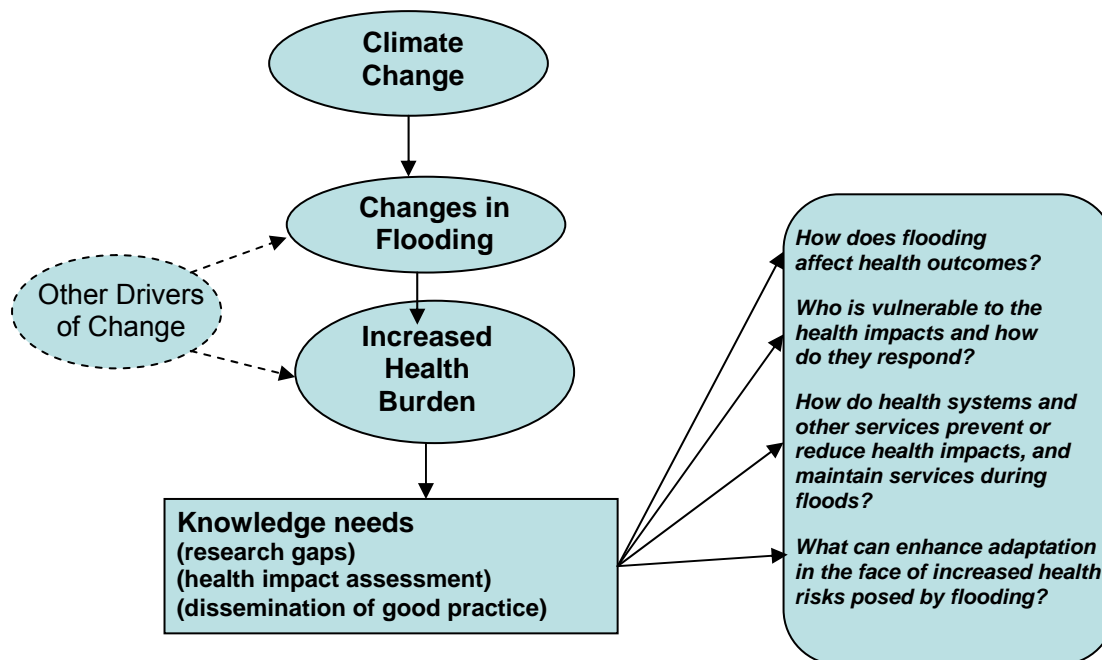 Climate
Change
Changes in
Flooding
Other Drivers
of Change
Increased
Health
Burden
Knowledge needs
(research gaps)
(health impact assessment)
(dissemination of good practice)
How does flooding
affect health outcomes?
Who is vulnerable to the
health impacts and how
do they respond?
How do health systems and
other services prevent or
reduce health impacts, and
maintain services during
floods?
What can enhance adaptation
in the face of increased health
risks posed by flooding?